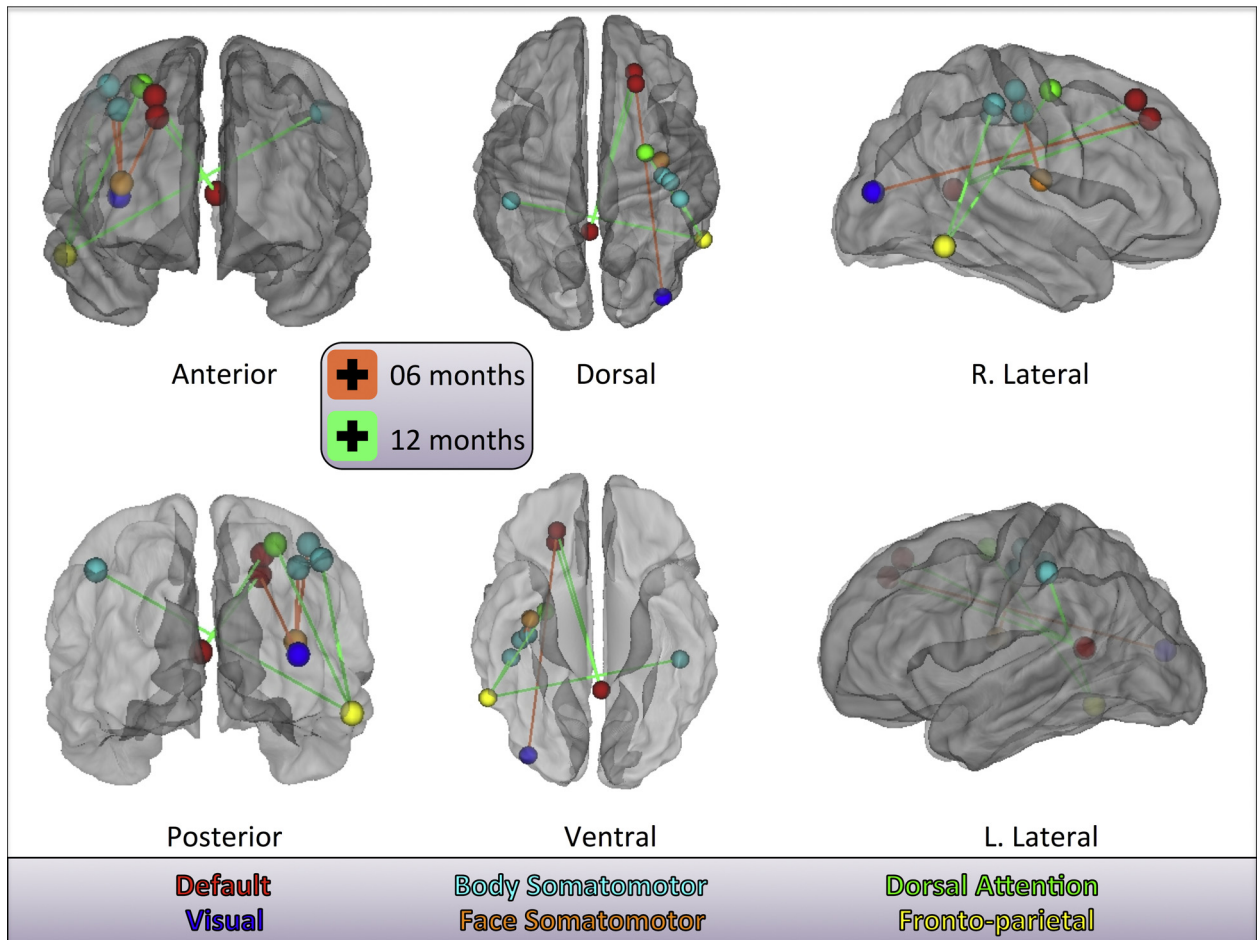 Anterior
Dorsal
R. Lateral
06 months
12 months
Posterior
Ventral
L. Lateral
Default
Body Somatomotor
Dorsal Attention
Visual
Face Somatomotor
Fronto-parietal